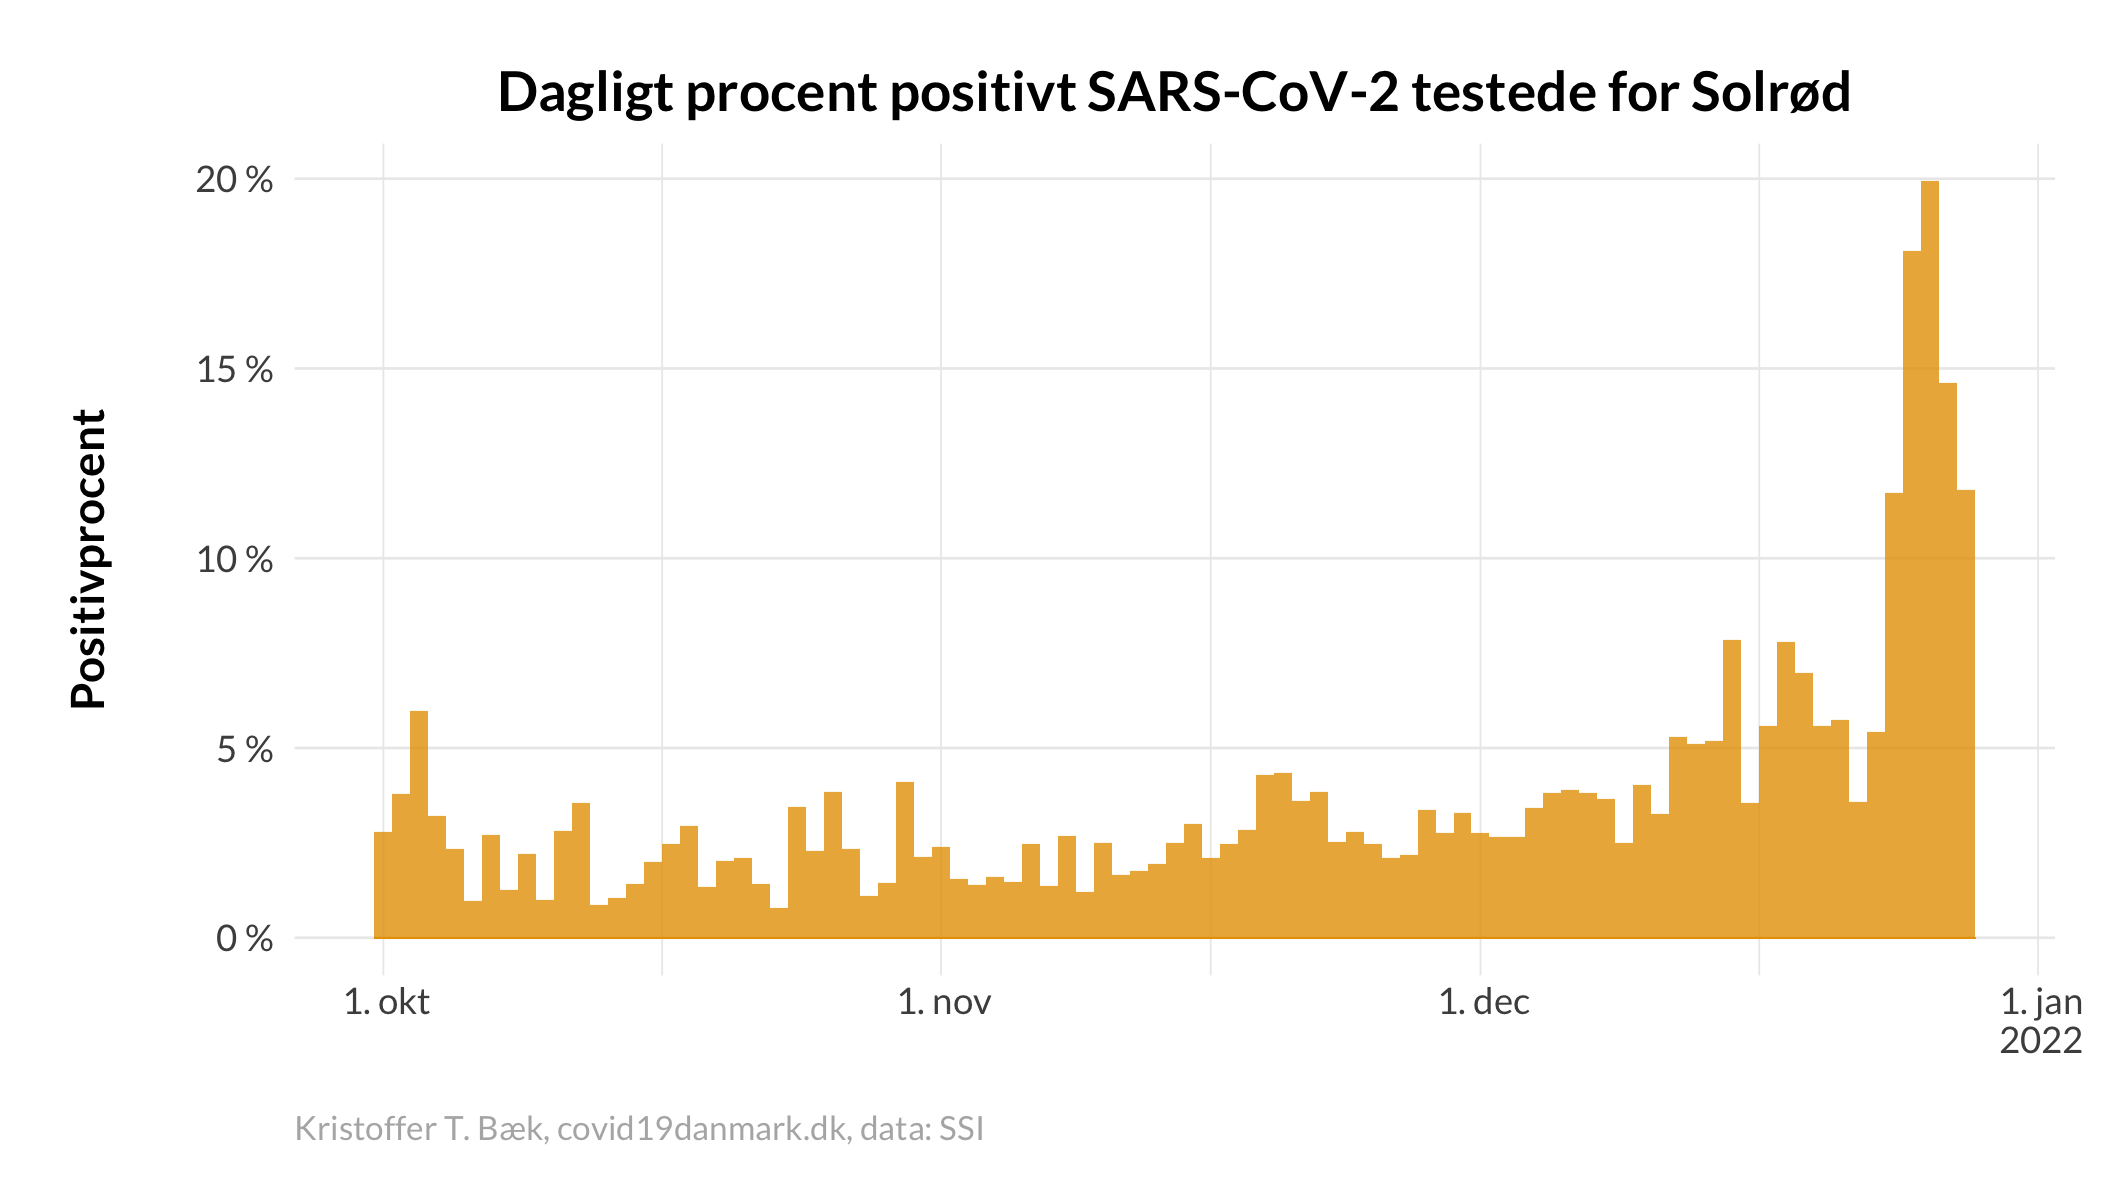 Dagligt procent positivt SARS-CoV-2 testede for Solrød
Positivprocent
20 %
15 %
10 %
5 %
0 %
1. okt
1. nov
1. dec
1. jan
2022
Kristoffer T. Bæk, covid19danmark.dk, data: SSI